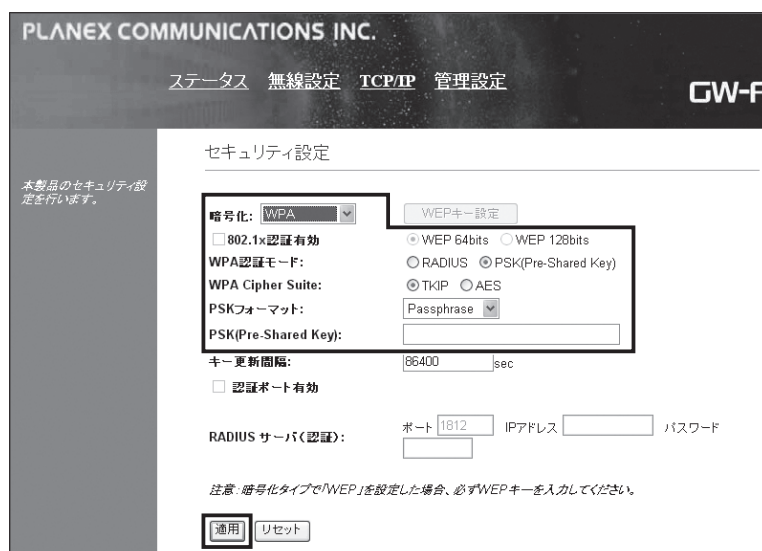 PLANEX COMMUNICATIONS INC.
ステータス 無線設定 TCP/IP 管理設定
GW-F
セキュリティ設定
本製品のセキュリティ設
定を行います。
暗号化: WPA WEPキー設定
802.1x認証有効 WEP 64bits WEP 128bits
WPA認証モード: RADIUS PSK(Pre-Shared Key)
WPA Cipher Suite: TKIP AES
PSKフォーマット: Passphrase
PSK(Pre-Shared Key):
キー更新間隔: 86400 sec
認証ポート有効
RADIUS サーバ(認証): ポート 1812 IPアドレス パスワード
注意:暗号化タイプで「WEP」を設定した場合、必ずWEPキーを入力してください。
適用 リセット